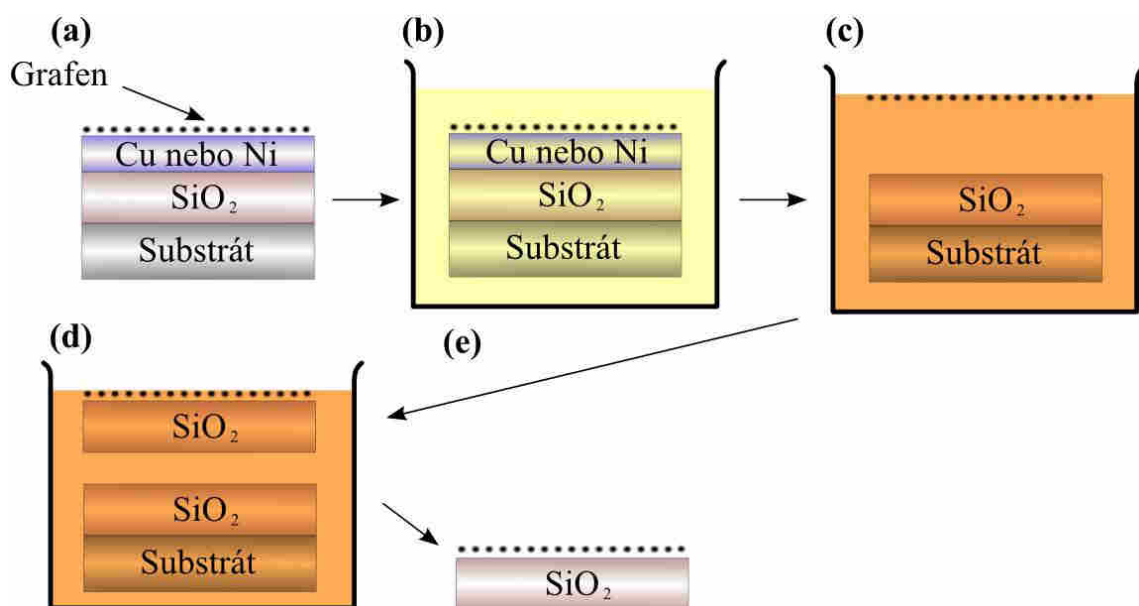 (a)
Grafen
Cu nebo Ni
SiO₂
Substrát
(b)
Cu nebo Ni
SiO₂
Substrát
(c)
SiO₂
Substrát
(d)
SiO₂
SiO₂
Substrát
(e)
SiO₂